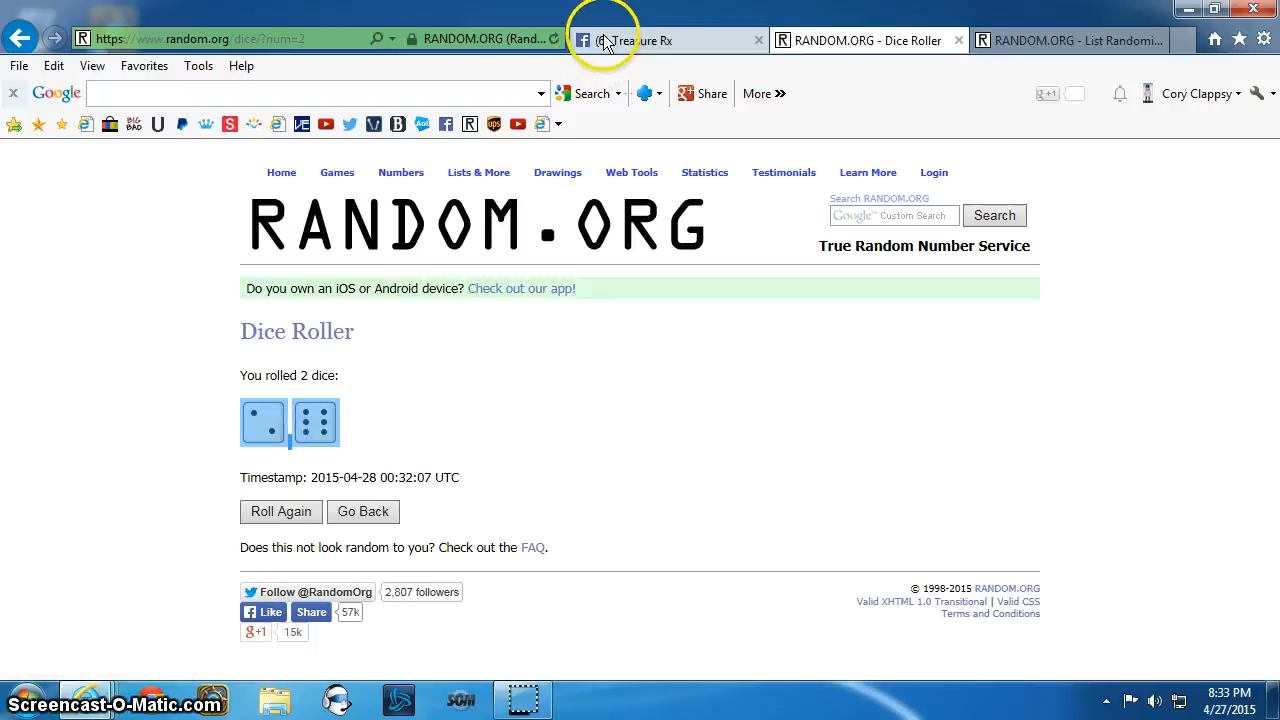 https://www.random.org/dice/?num=2
RANDOM.ORG (Rand...
Treasure Rx
RANDOM.ORG - Dice Roller
RANDOM.ORG - List Randomi...
File Edit View Favorites Tools Help
Google
Search
Share
More
g+1
Cory Clappsy
BIG BAD
Home Games Numbers Lists & More Drawings Web Tools Statistics Testimonials Learn More Login
RANDOM.ORG
Search RANDOM.ORG
Google™ Custom Search
Search
True Random Number Service
Do you own an iOS or Android device? Check out our app!
Dice Roller
You rolled 2 dice:
Timestamp: 2015-04-28 00:32:07 UTC
Roll Again
Go Back
Does this not look random to you? Check out the FAQ.
Follow @RandomOrg
2,807 followers
Like
Share
57k
g+1
15k
© 1998-2015 RANDOM.ORG
Valid XHTML 1.0 Transitional | Valid CSS
Terms and Conditions
SOM
Screencast-O-Matic.com
8:33 PM
4/27/2015